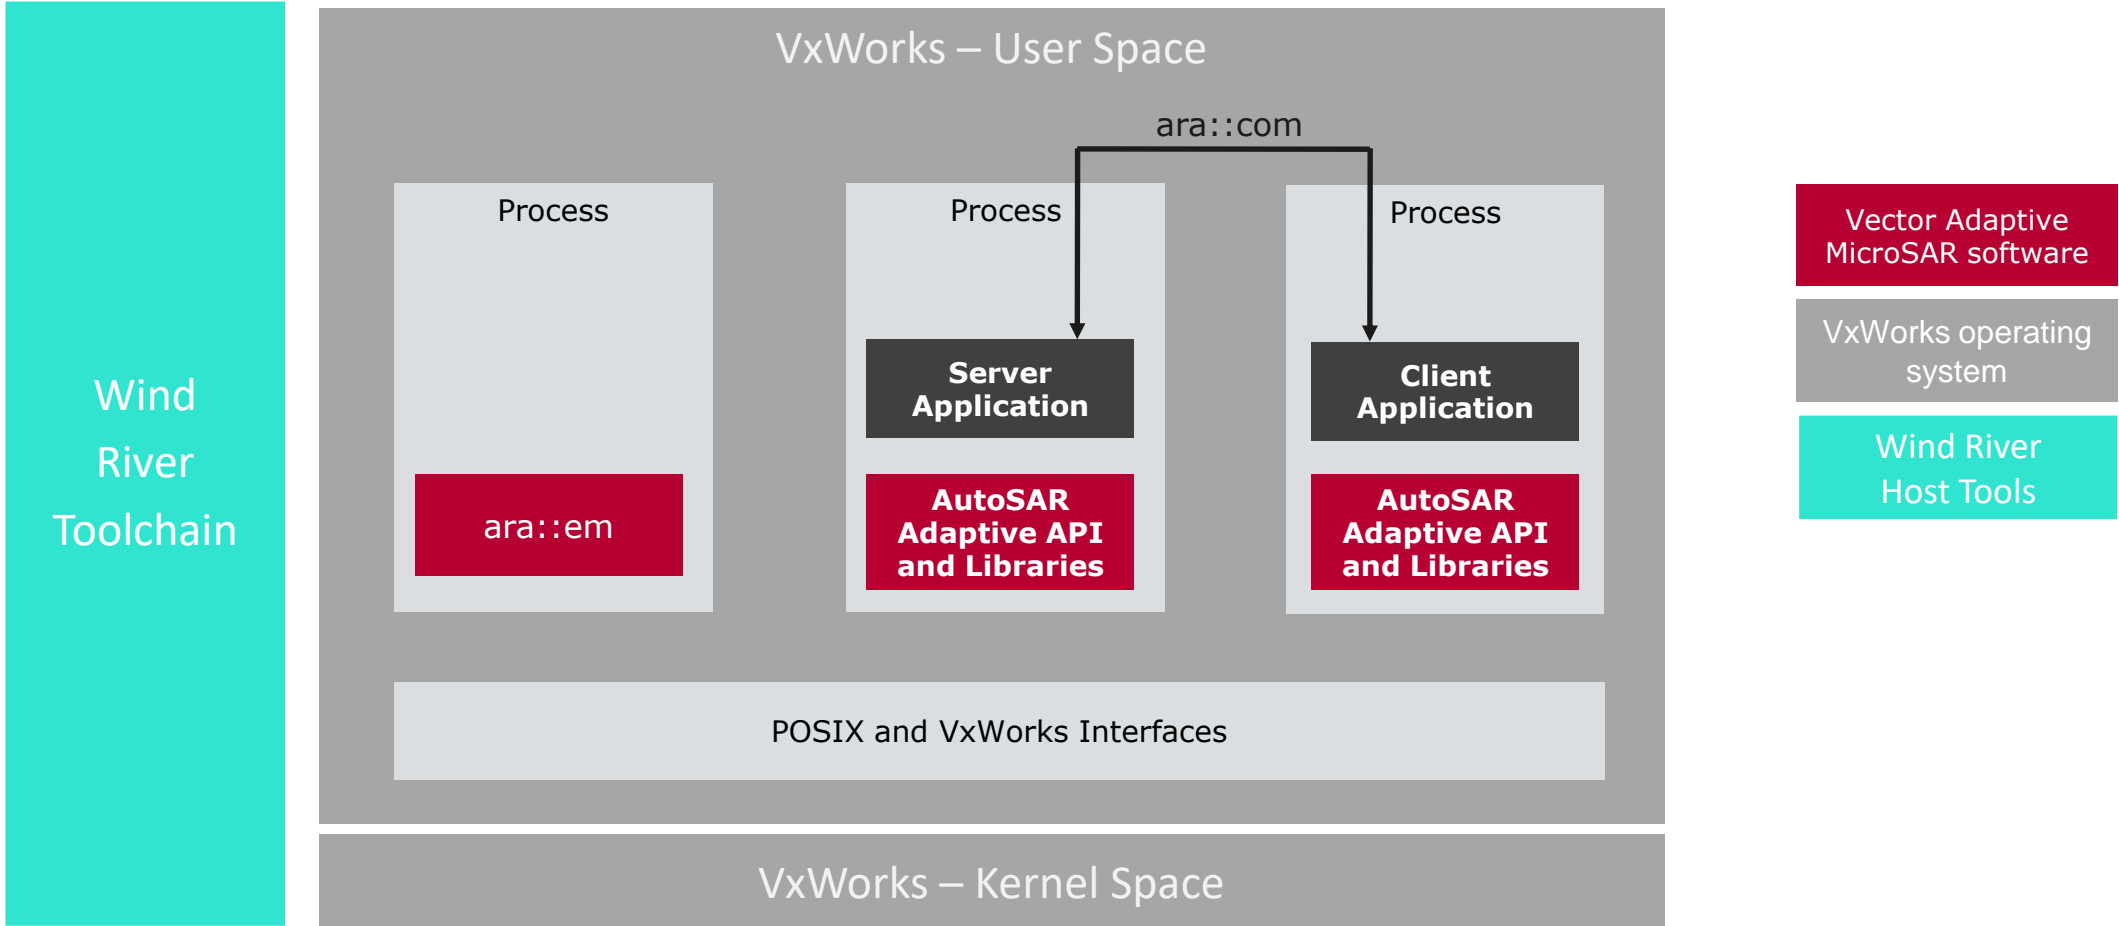 Wind
River
Toolchain
VxWorks – User Space
ara::com
Process
ara::em
Process
Server
Application
AutoSAR
Adaptive API
and Libraries
Process
Client
Application
AutoSAR
Adaptive API
and Libraries
POSIX and VxWorks Interfaces
VxWorks – Kernel Space
Vector Adaptive
MicroSAR software
VxWorks operating
system
Wind River
Host Tools